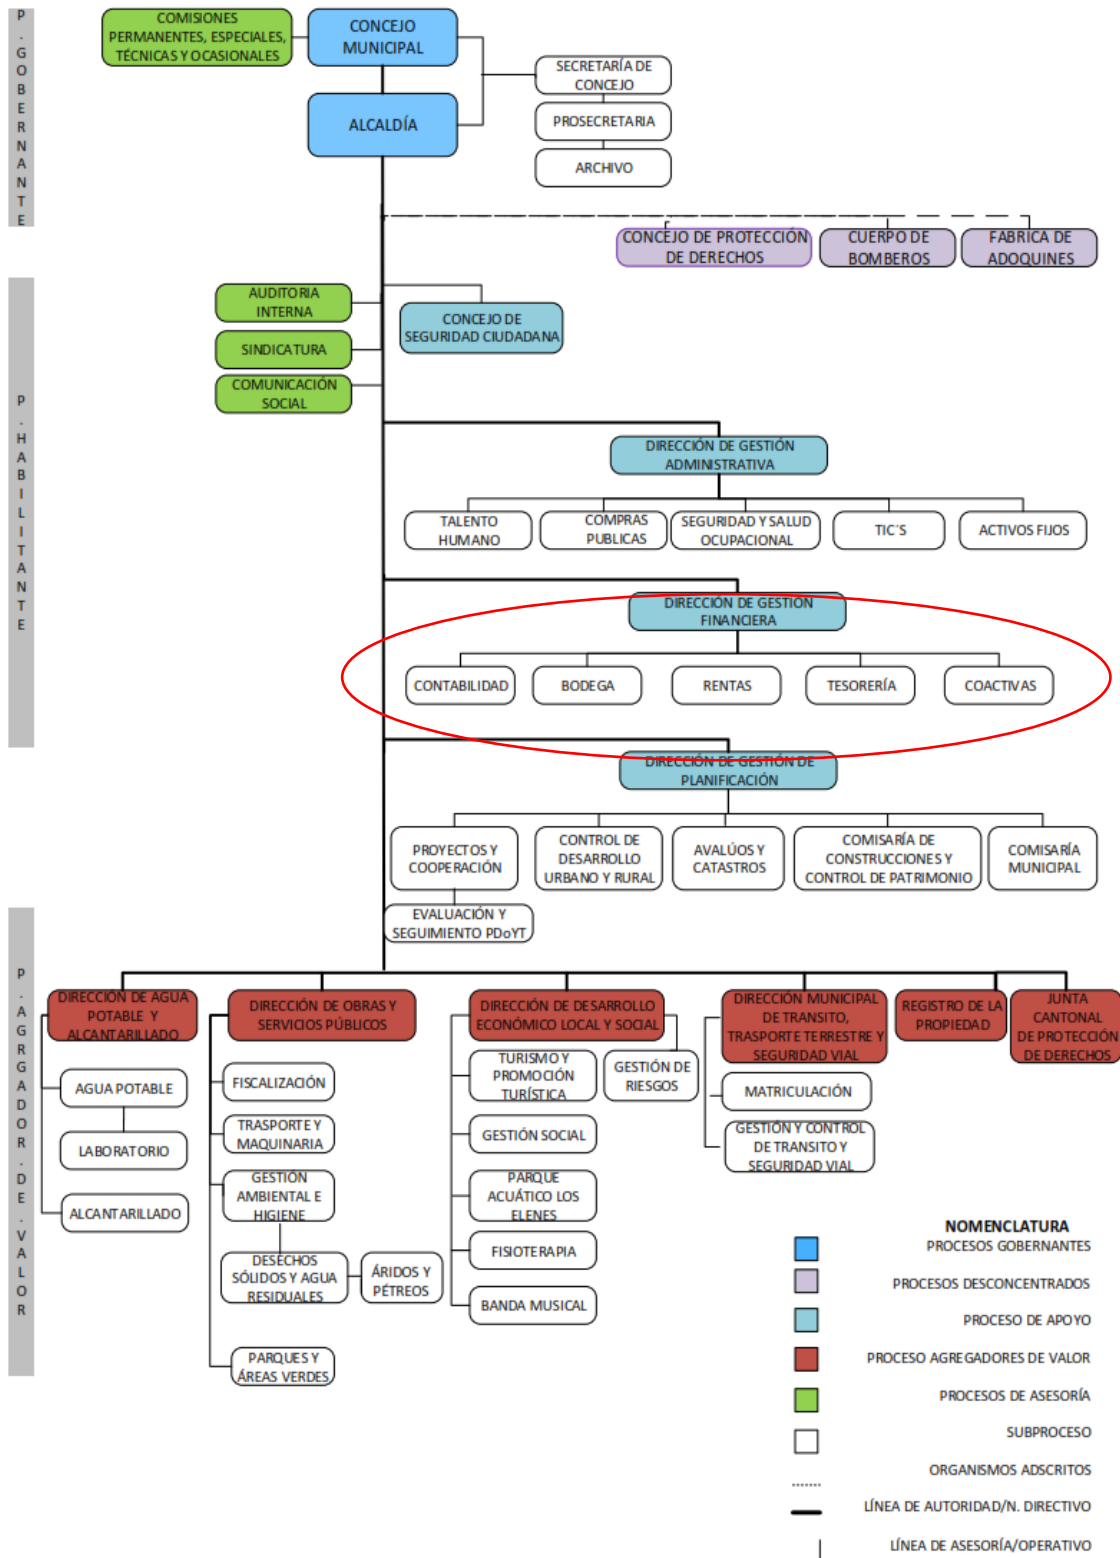 P.GOBERNANTE
COMISIONES
PERMANENTES, ESPECIALES,
TÉCNICAS Y OCASIONALES
CONCEJO
MUNICIPAL
ALCALDÍA
SECRETARÍA DE
CONCEJO
PROSECRETARIA
ARCHIVO
CONCEJO DE PROTECCIÓN
DE DERECHOS
CUERPO DE
BOMBEROS
FABRICA DE
ADOQUINES
P.HABILITANTE
AUDITORIA
INTERNA
SINDICATURA
COMUNICACIÓN
SOCIAL
CONCEJO DE
SEGURIDAD CIUDADANA
DIRECCIÓN DE GESTIÓN
ADMINISTRATIVA
TALENTO
HUMANO
COMPRAS
PUBLICAS
SEGURIDAD Y SALUD
OCUPACIONAL
TIC´S
ACTIVOS FIJOS
DIRECCIÓN DE GESTIÓN
FINANCIERA
CONTABILIDAD
BODEGA
RENTAS
TESORERÍA
COACTIVAS
DIRECCIÓN DE GESTIÓN DE
PLANIFICACIÓN
PROYECTOS Y
COOPERACIÓN
EVALUACIÓN Y
SEGUIMIENTO PDoYT
CONTROL DE
DESARROLLO
URBANO Y RURAL
AVALÚOS Y
CATASTROS
COMISARÍA DE
CONSTRUCCIONES Y
CONTROL DE PATRIMONIO
COMISARÍA
MUNICIPAL
P.AGRGADOR.DE.VALOR
DIRECCIÓN DE AGUA
POTABLE Y
ALCANTARILLADO
AGUA POTABLE
LABORATORIO
ALCANTARILLADO
DIRECCIÓN DE OBRAS Y
SERVICIOS PÚBLICOS
FISCALIZACIÓN
TRASPORTE Y
MAQUINARIA
GESTIÓN
AMBIENTAL E
HIGIENE
DESECHOS
SÓLIDOS Y AGUA
RESIDUALES
ÁRIDOS Y
PÉTREOS
PARQUES Y
ÁREAS VERDES
DIRECCIÓN DE DESARROLLO
ECONÓMICO LOCAL Y SOCIAL
TURISMO Y
PROMOCIÓN
TURÍSTICA
GESTIÓN DE
RIESGOS
GESTIÓN SOCIAL
PARQUE
ACUÁTICO LOS
ELENES
FISIOTERAPIA
BANDA MUSICAL
DIRECCIÓN MUNICIPAL
DE TRANSITO,
TRASPORTE TERRESTRE Y
SEGURIDAD VIAL
MATRICULACIÓN
GESTIÓN Y CONTROL
DE TRANSITO Y
SEGURIDAD VIAL
REGISTRO DE LA
PROPIEDAD
JUNTA
CANTONAL
DE PROTECCIÓN
DE DERECHOS
NOMENCLATURA
PROCESOS GOBERNANTES
PROCESOS DESCONCENTRADOS
PROCESO DE APOYO
PROCESO AGREGADORES DE VALOR
PROCESOS DE ASESORÍA
SUBPROCESO
ORGANISMOS ADSCRITOS
LÍNEA DE AUTORIDAD/N. DIRECTIVO
LÍNEA DE ASESORÍA/OPERATIVO